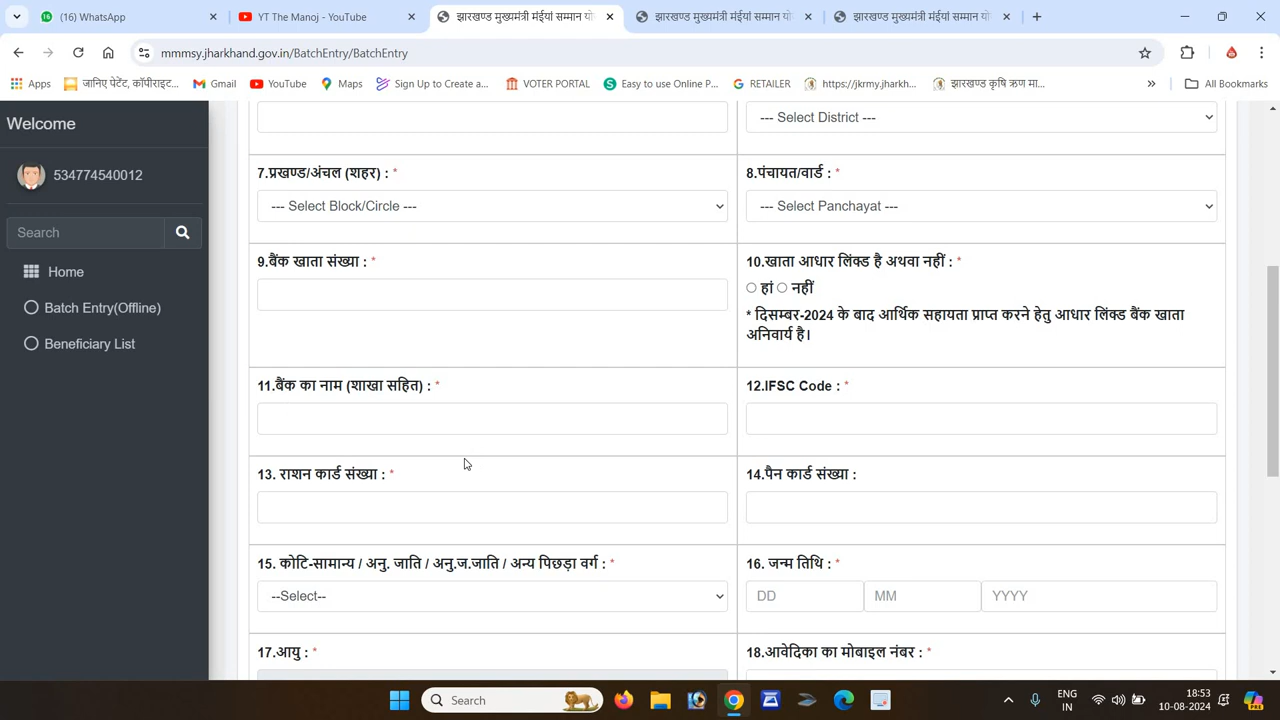 (16) WhatsApp
YT The Manoj - YouTube
झारखण्ड मुख्यमंत्री मंईयां सम्मान यो
झारखण्ड मुख्यमंत्री मंईयां सम्मान यो
झारखण्ड मुख्यमंत्री मंईयां सम्मान यो
mmmsy.jharkhand.gov.in/BatchEntry/BatchEntry
Apps
जानिए पेटेंट, कॉपीराइट...
Gmail
YouTube
Maps
Sign Up to Create a...
VOTER PORTAL
Easy to use Online P...
RETAILER
https://jkrmy.jharkh...
झारखण्ड कृषि ऋण मा...
»
All Bookmarks
Welcome
534774540012
Search
Home
Batch Entry(Offline)
Beneficiary List
--- Select District ---
7.प्रखण्ड/अंचल (शहर) : *
--- Select Block/Circle ---
8.पंचायत/वार्ड : *
--- Select Panchayat ---
9.बैंक खाता संख्या : *
10.खाता आधार लिंक्ड है अथवा नहीं : *
हां नहीं
* दिसम्बर-2024 के बाद आर्थिक सहायता प्राप्त करने हेतु आधार लिंक्ड बैंक खाता
अनिवार्य है।
11.बैंक का नाम (शाखा सहित) : *
12.IFSC Code : *
13. राशन कार्ड संख्या : *
14.पैन कार्ड संख्या :
15. कोटि-सामान्य / अनु. जाति / अनु.ज.जाति / अन्य पिछड़ा वर्ग : *
--Select--
16. जन्म तिथि : *
DD MM YYYY
17.आयु : *
18.आवेदिका का मोबाइल नंबर : *
Search
ENG
IN
18:53
10-08-2024